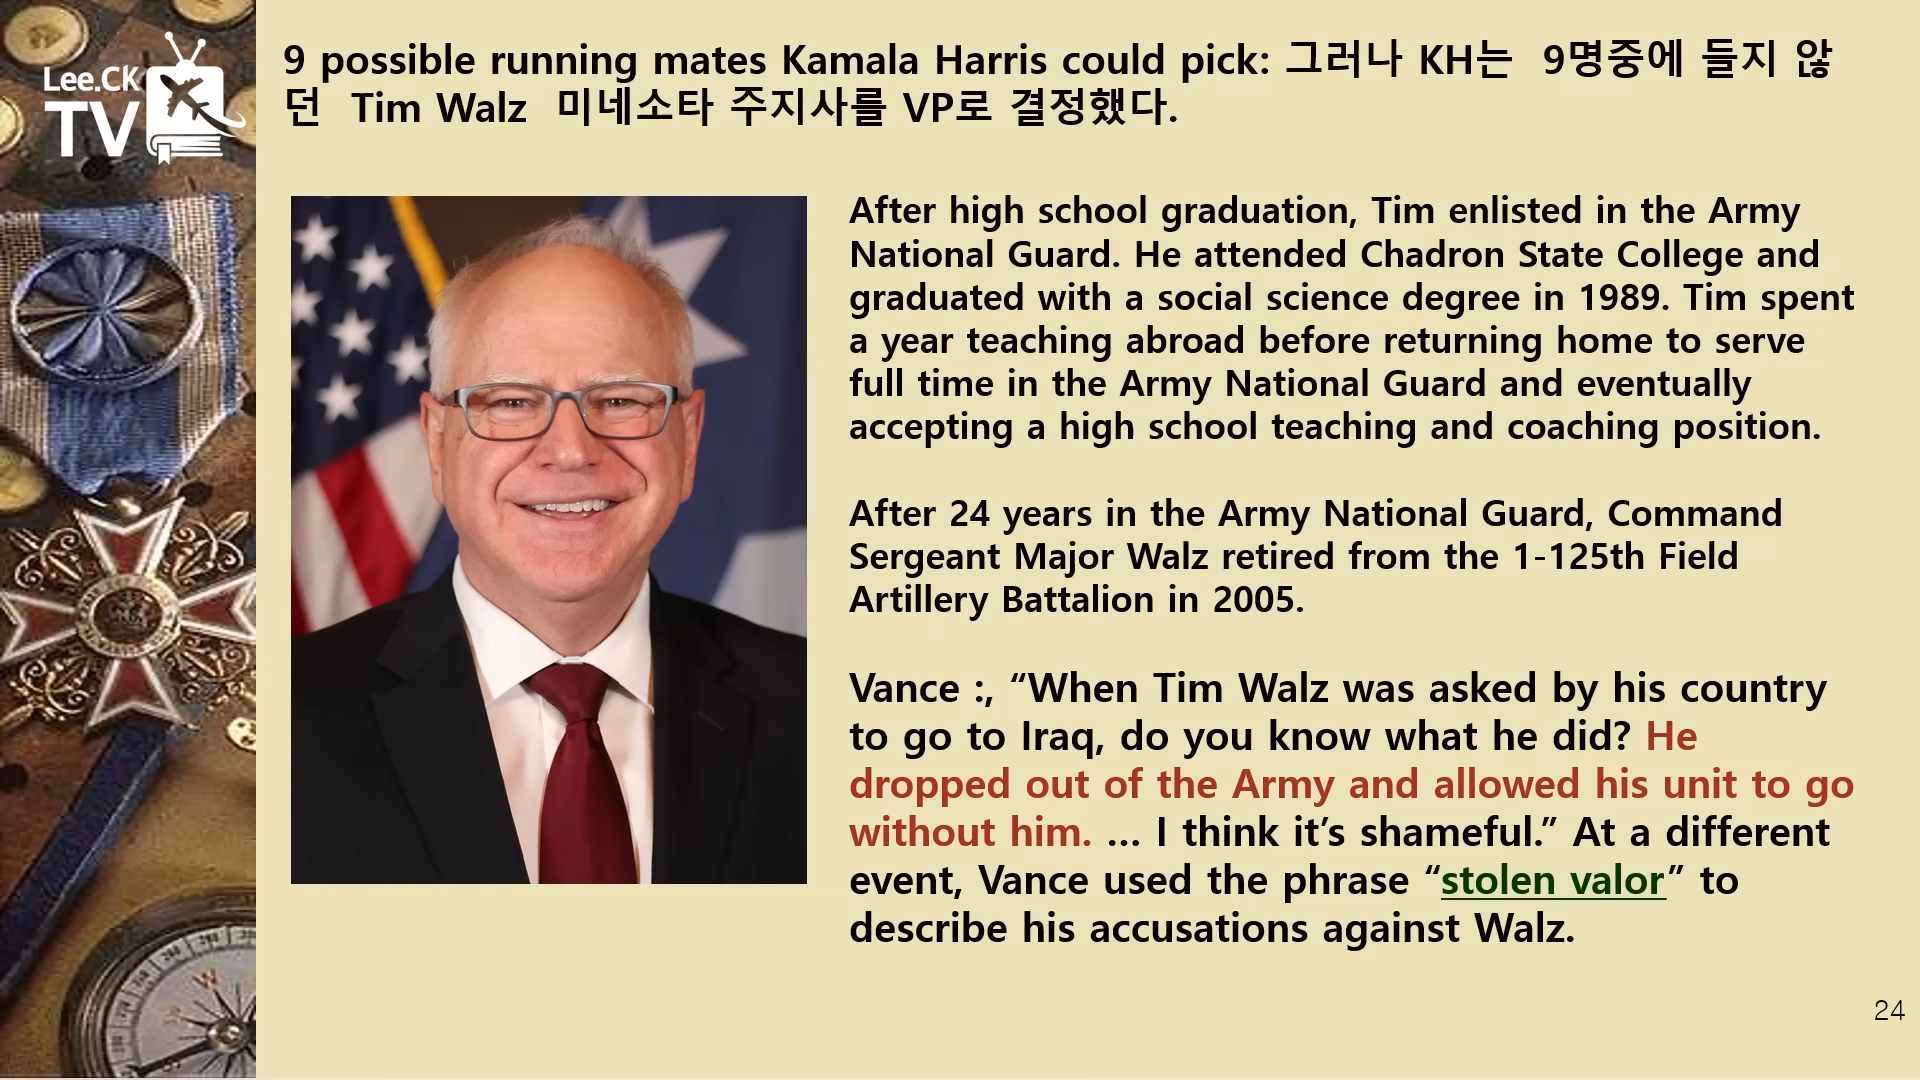 Lee.CK
TV
9 possible running mates Kamala Harris could pick: 그러나 KH는 9명중에 들지 않
던 Tim Walz 미네소타 주지사를 VP로 결정했다.
After high school graduation, Tim enlisted in the Army
National Guard. He attended Chadron State College and
graduated with a social science degree in 1989. Tim spent
a year teaching abroad before returning home to serve
full time in the Army National Guard and eventually
accepting a high school teaching and coaching position.
After 24 years in the Army National Guard, Command
Sergeant Major Walz retired from the 1-125th Field
Artillery Battalion in 2005.
Vance :, “When Tim Walz was asked by his country
to go to Iraq, do you know what he did? He
dropped out of the Army and allowed his unit to go
without him. … I think it’s shameful.” At a different
event, Vance used the phrase “stolen valor” to
describe his accusations against Walz.
24